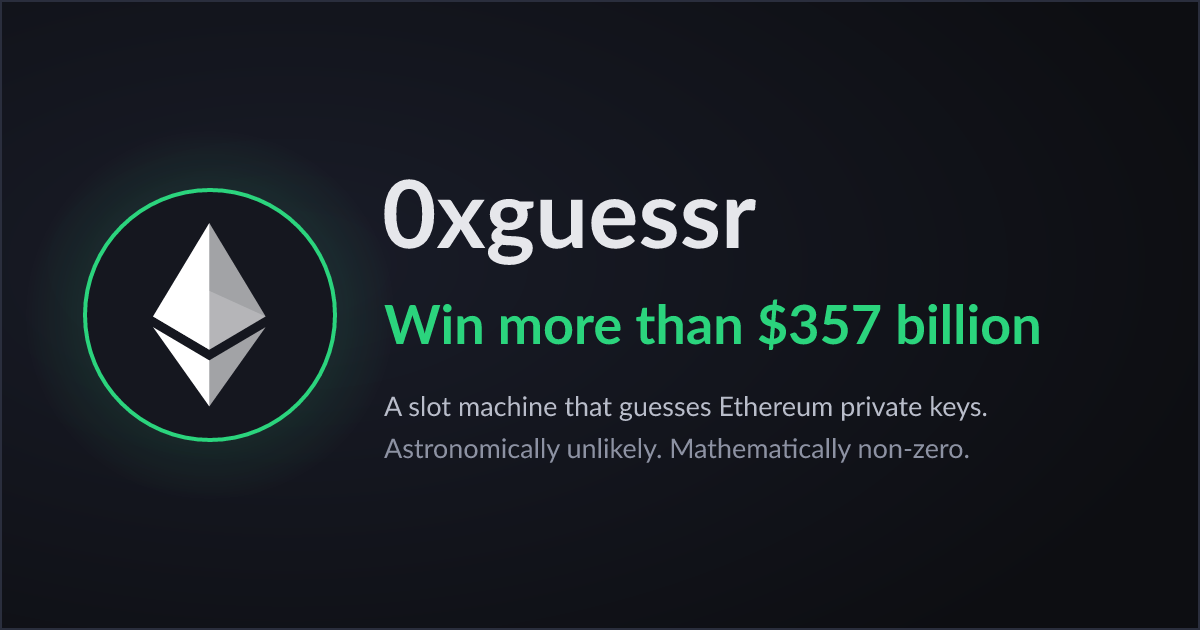 0xguessr
Win more than $357 billion
A slot machine that guesses Ethereum private keys.
Astronomically unlikely. Mathematically non-zero.